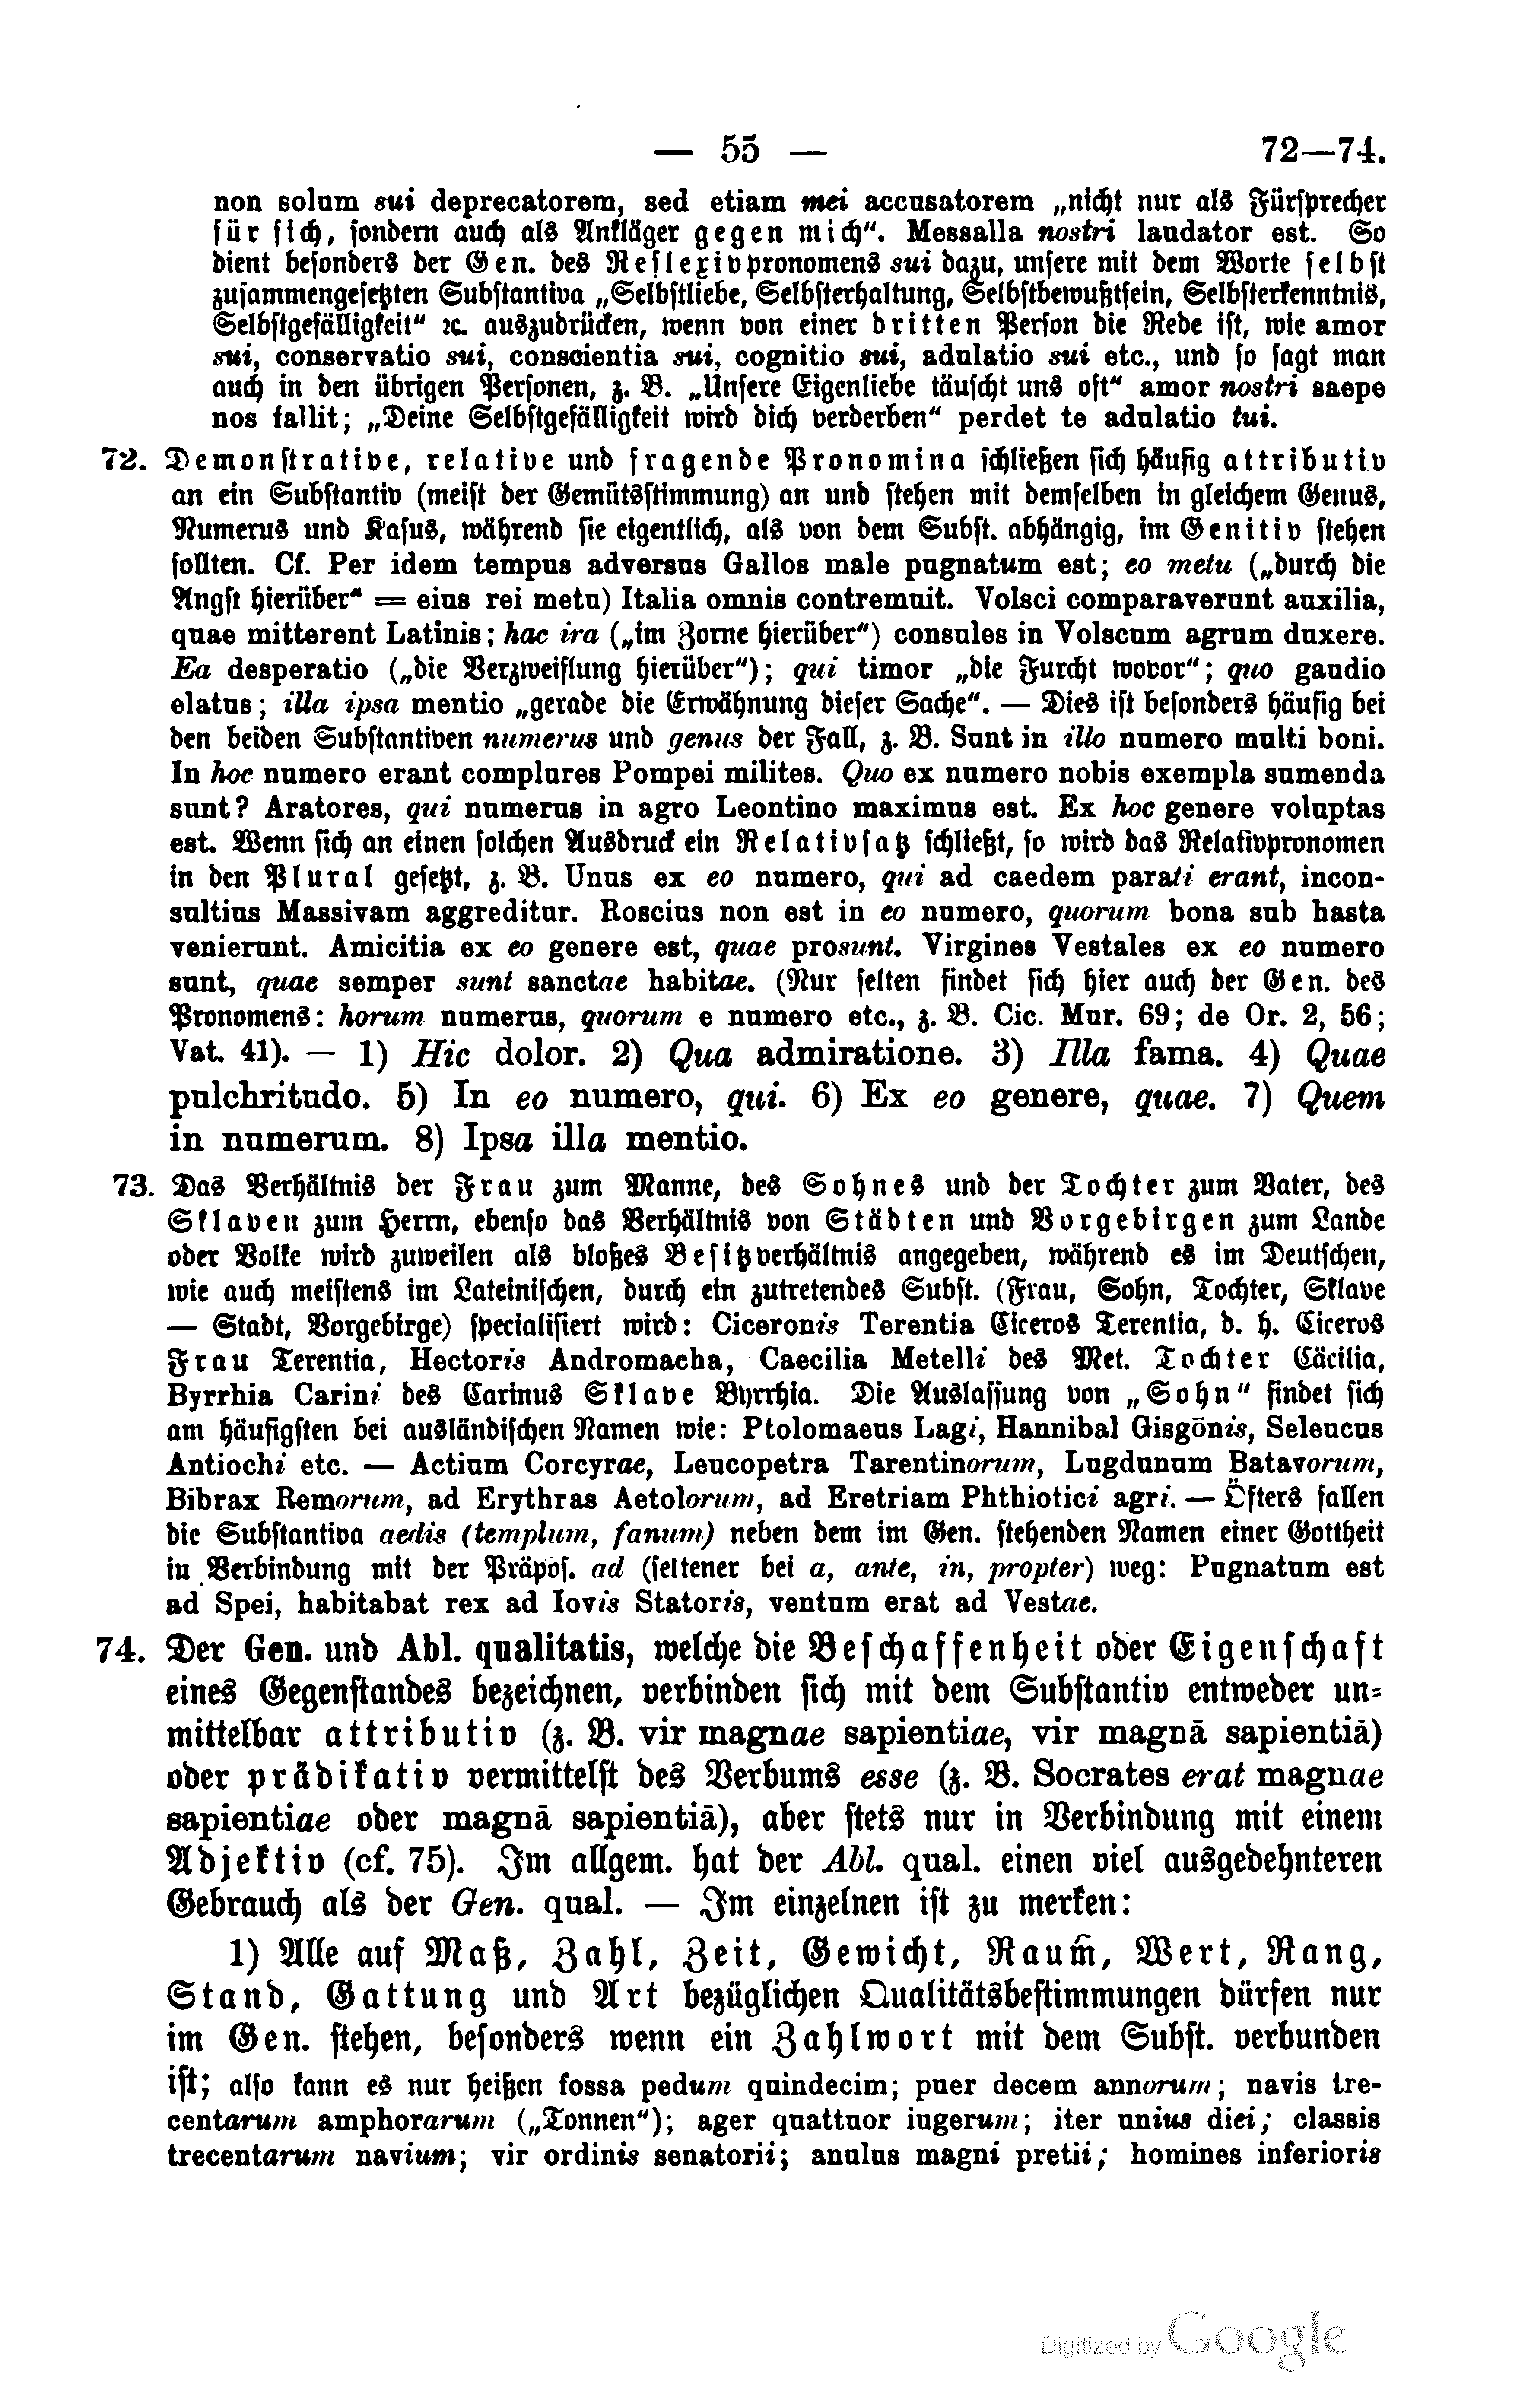 — 55 — 72—74.
non solum sui deprecatorem, sed etiam mei accusatorem „nicht nur als Fürsprecher
für sich, sondern auch als Ankläger gegen mich“. Messalla nostri laudator est. So
dient besonders der Gen. des Reflexivpronomens sui dazu, unsere mit dem Worte selbst
zusammengesetzten Substantiva „Selbstliebe, Selbsterhaltung, Selbstbewußtsein, Selbsterkenntnis,
Selbstgefälligkeit“ ꝛc. auszudrücken, wenn von einer dritten Person die Rede ist, wie amor
sui, conservatio sui, conscientia sui, cognitio sui, adulatio sui etc., und so sagt man
auch in den übrigen Personen, z. B. „Unsere Eigenliebe täuscht uns oft“ amor nostri saepe
nos fallit; „Deine Selbstgefälligkeit wird dich verderben“ perdet te adulatio tui.
72. Demonstrative, relative und fragende Pronomina schließen sich häufig attributiv
an ein Substantiv (meist der Gemütsstimmung) an und stehen mit demselben in gleichem Genus,
Numerus und Kasus, während sie eigentlich, als von dem Subst. abhängig, im Genitiv stehen
sollten. Cf. Per idem tempus adversus Gallos male pugnatum est; eo metu („durch die
Angst hierüber“ = eius rei metu) Italia omnis contremuit. Volsci comparaverunt auxilia,
quae mitterent Latinis; hac ira („im Zorne hierüber“) consules in Volscum agrum duxere.
Ea desperatio („die Verzweiflung hierüber“); qui timor „die Furcht wovor“; quo gaudio
elatus; illa ipsa mentio „gerade die Erwähnung dieser Sache“. — Dies ist besonders häufig bei
den beiden Substantiven numerus und genus der Fall, z. B. Sunt in illo numero multi boni.
In hoc numero erant complures Pompei milites. Quo ex numero nobis exempla sumenda
sunt? Aratores, qui numerus in agro Leontino maximus est. Ex hoc genere voluptas
est. Wenn sich an einen solchen Ausdruck ein Relativsatz schließt, so wird das Relativpronomen
in den Plural gesetzt, z. B. Unus ex eo numero, qui ad caedem parati erant, incon-
sultius Massivam aggreditur. Roscius non est in eo numero, quorum bona sub hasta
venierunt. Amicitia ex eo genere est, quae prosunt. Virgines Vestales ex eo numero
sunt, quae semper sunt sanctae habitae. (Nur selten findet sich hier auch der Gen. des
Pronomens: horum numerus, quorum e numero etc., z. B. Cic. Mur. 69; de Or. 2, 56;
Vat. 41). — 1) Hic dolor. 2) Qua admiratione. 3) Illa fama. 4) Quae
pulchritudo. 5) In eo numero, qui. 6) Ex eo genere, quae. 7) Quem
in numerum. 8) Ipsa illa mentio.
73. Das Verhältnis der Frau zum Manne, des Sohnes und der Tochter zum Vater, des
Sklaven zum Herrn, ebenso das Verhältnis von Städten und Vorgebirgen zum Lande
oder Volke wird zuweilen als bloßes Besitzverhältnis angegeben, während es im Deutschen,
wie auch meistens im Lateinischen, durch ein zutretendes Subst. (Frau, Sohn, Tochter, Sklave
— Stadt, Vorgebirge) specialisiert wird: Ciceronis Terentia Ciceros Terentia, d. h. Ciceros
Frau Terentia, Hectoris Andromacha, Caecilia Metelli des Met. Tochter Cäcilia,
Byrrhia Carini des Carinus Sklave Byrrhia. Die Auslassung von „Sohn“ findet sich
am häufigsten bei ausländischen Namen wie: Ptolomaeus Lagi, Hannibal Gisgōnis, Seleucus
Antiochi etc. — Actium Corcyrae, Leucopetra Tarentinorum, Lugdunum Batavorum,
Bibrax Remorum, ad Erythras Aetolorum, ad Eretriam Phthiotici agri. — Öfters fallen
die Substantiva aedis (templum, fanum) neben dem im Gen. stehenden Namen einer Gottheit
in Verbindung mit der Präpos. ad (seltener bei a, ante, in, propter) weg: Pugnatum est
ad Spei, habitabat rex ad Iovis Statoris, ventum erat ad Vestae.
74. Der Gen. und Abl. qualitatis, welche die Beschaffenheit oder Eigenschaft
eines Gegenstandes bezeichnen, verbinden sich mit dem Substantiv entweder un-
mittelbar attributiv (z. B. vir magnae sapientiae, vir magnā sapientiā)
oder prädikativ vermittelst des Verbums esse (z. B. Socrates erat magnae
sapientiae oder magnā sapientiā), aber stets nur in Verbindung mit einem
Adjektiv (cf. 75). Im allgem. hat der Abl. qual. einen viel ausgedehnteren
Gebrauch als der Gen. qual. — Im einzelnen ist zu merken:
1) Alle auf Maß, Zahl, Zeit, Gewicht, Raum, Wert, Rang,
Stand, Gattung und Art bezüglichen Qualitätsbestimmungen dürfen nur
im Gen. stehen, besonders wenn ein Zahlwort mit dem Subst. verbunden
ist; also kann es nur heißen fossa pedum quindecim; puer decem annorum; navis tre-
centarum amphorarum („Tonnen“); ager quattuor iugerum; iter unius diei; classis
trecentarum navium; vir ordinis senatorii; anulus magni pretii; homines inferioris
Digitized by Google